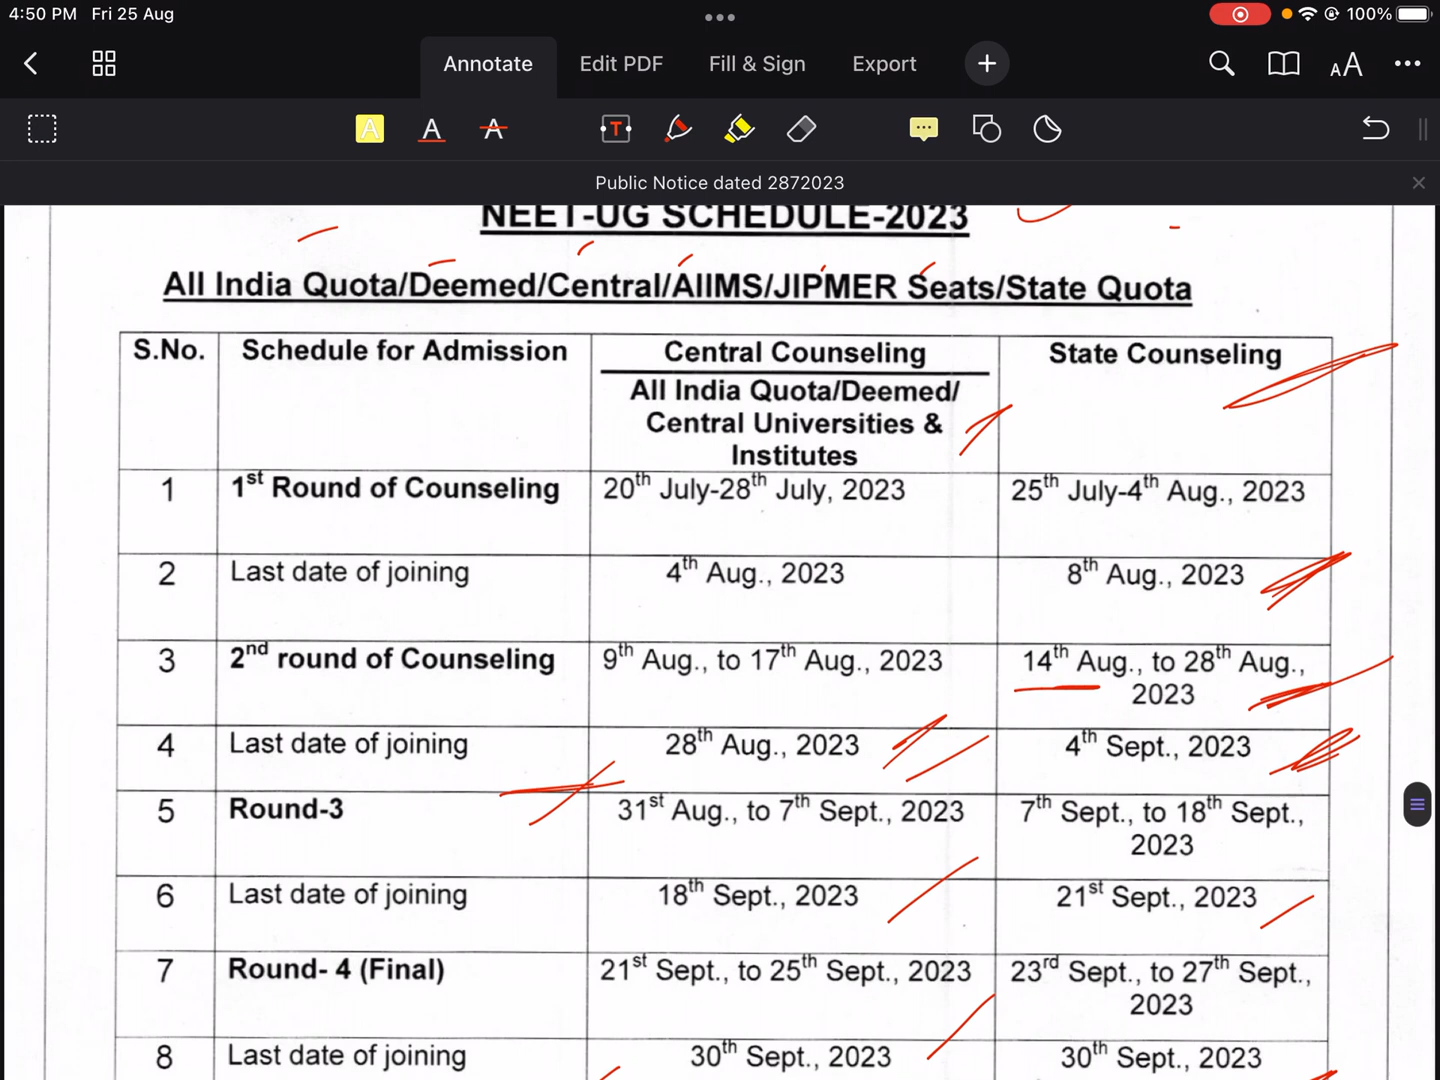 4:50 PM Fri 25 Aug
100%
Annotate Edit PDF Fill & Sign Export
Public Notice dated 2872023
NEET-UG SCHEDULE-2023
All India Quota/Deemed/Central/AIIMS/JIPMER Seats/State Quota
S.No. Schedule for Admission Central Counseling State Counseling
All India Quota/Deemed/
Central Universities &
Institutes
1 1st Round of Counseling 20th July-28th July, 2023 25th July-4th Aug., 2023
2 Last date of joining 4th Aug., 2023 8th Aug., 2023
3 2nd round of Counseling 9th Aug., to 17th Aug., 2023 14th Aug., to 28th Aug.,
2023
4 Last date of joining 28th Aug., 2023 4th Sept., 2023
5 Round-3 31st Aug., to 7th Sept., 2023 7th Sept., to 18th Sept.,
2023
6 Last date of joining 18th Sept., 2023 21st Sept., 2023
7 Round- 4 (Final) 21st Sept., to 25th Sept., 2023 23rd Sept., to 27th Sept.,
2023
8 Last date of joining 30th Sept., 2023 30th Sept., 2023